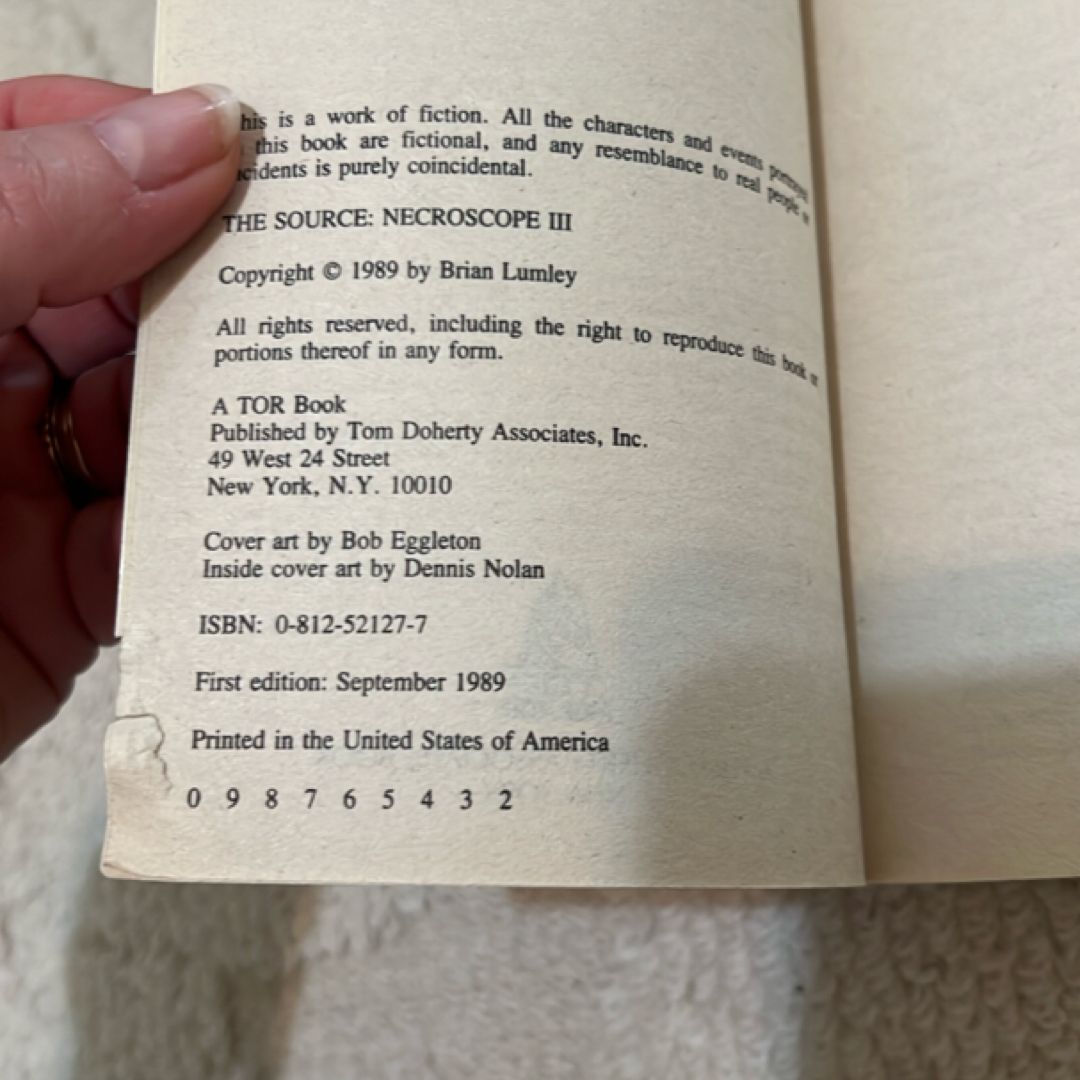 his is a work of fiction. All the characters and events portrayed
this book are fictional, and any resemblance to real people or
cidents is purely coincidental.
THE SOURCE: NECROSCOPE III
Copyright © 1989 by Brian Lumley
All rights reserved, including the right to reproduce this book or
portions thereof in any form.
A TOR Book
Published by Tom Doherty Associates, Inc.
49 West 24 Street
New York, N.Y. 10010
Cover art by Bob Eggleton
Inside cover art by Dennis Nolan
ISBN: 0-812-52127-7
First edition: September 1989
Printed in the United States of America
0 9 8 7 6 5 4 3 2